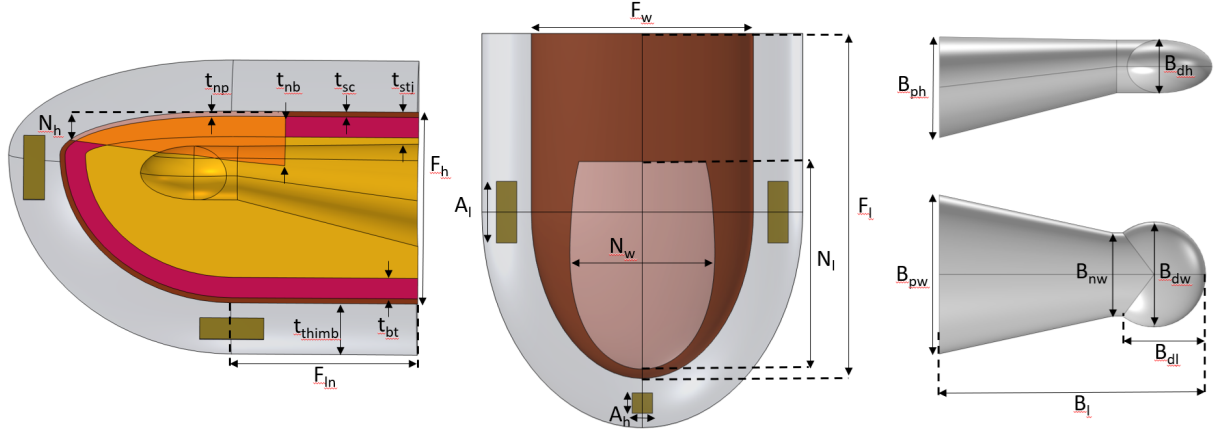 t_np
t_nb
t_sc
t_sti
N_h
F_h
t_thimb
t_bt
F_ln
F_w
A_l
N_w
N_l
F_l
A_h
B_ph
B_dh
B_pw
B_nw
B_dw
B_dl
B_l